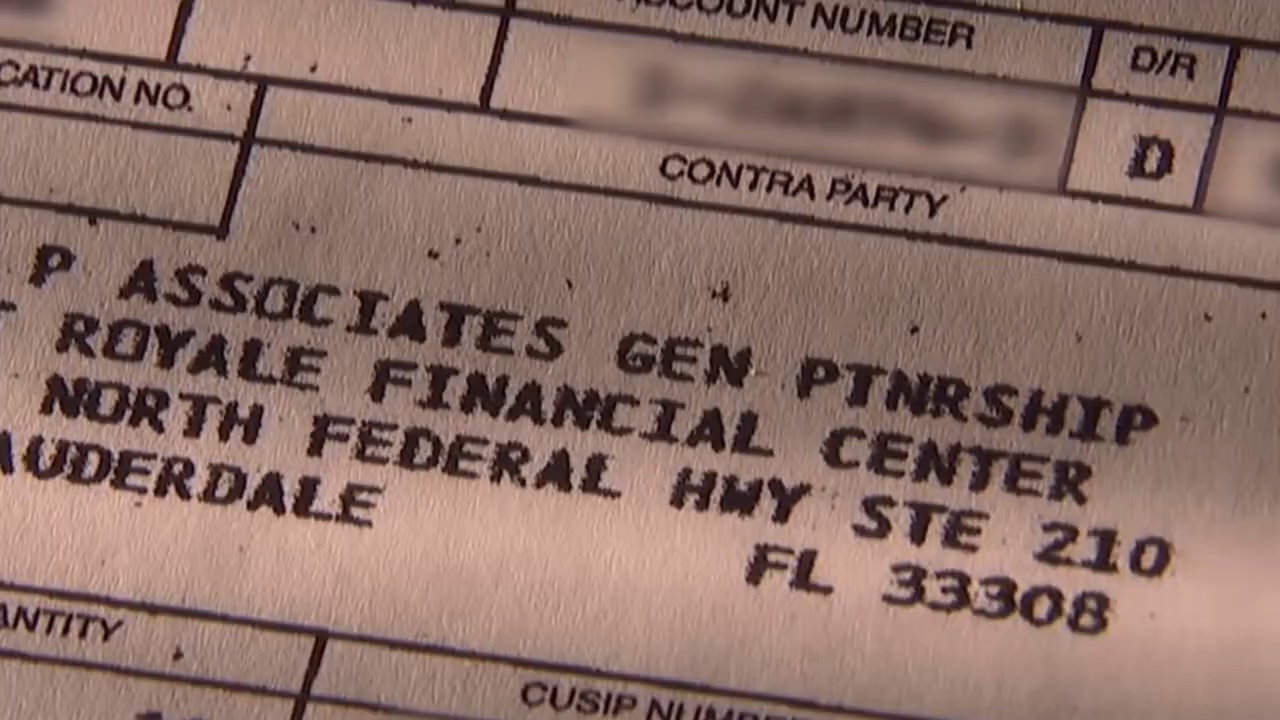 ACCOUNT NUMBER
D/R
CATION NO.
D
CONTRA PARTY
P ASSOCIATES GEN PTNRSHIP
ROYALE FINANCIAL CENTER
NORTH FEDERAL HWY STE 210
AUDERDALE
FL 33308
ANTITY
CUSIP NUMBE